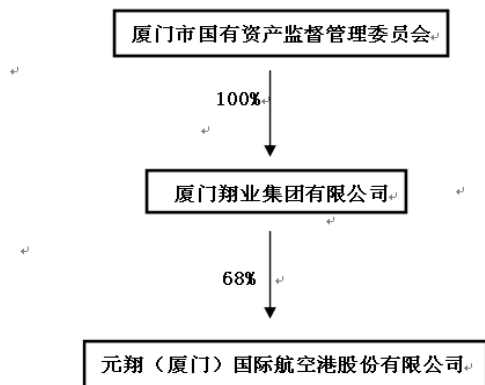 厦门市国有资产监督管理委员会
100%
厦门翔业集团有限公司
68%
元翔（厦门）国际航空港股份有限公司